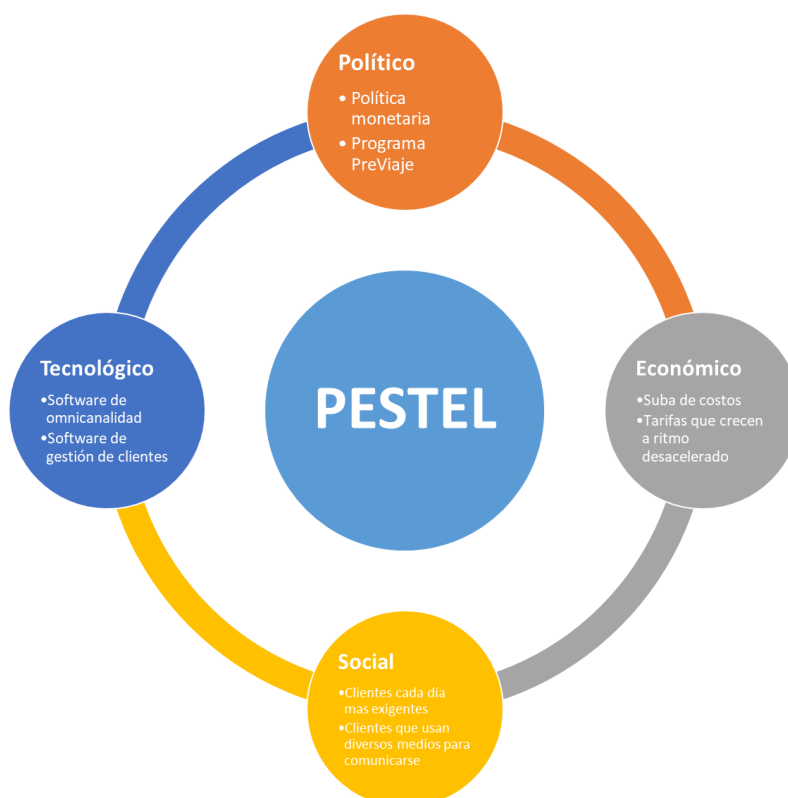 Político
• Política
monetaria
• Programa
PreViaje
Tecnológico
•Software de
omnicanalidad
•Software de
gestión de clientes
PESTEL
Económico
•Suba de costos
•Tarifas que crecen
a ritmo
desacelerado
Social
•Clientes cada día
mas exigentes
•Clientes que usan
diversos medios para
comunicarse